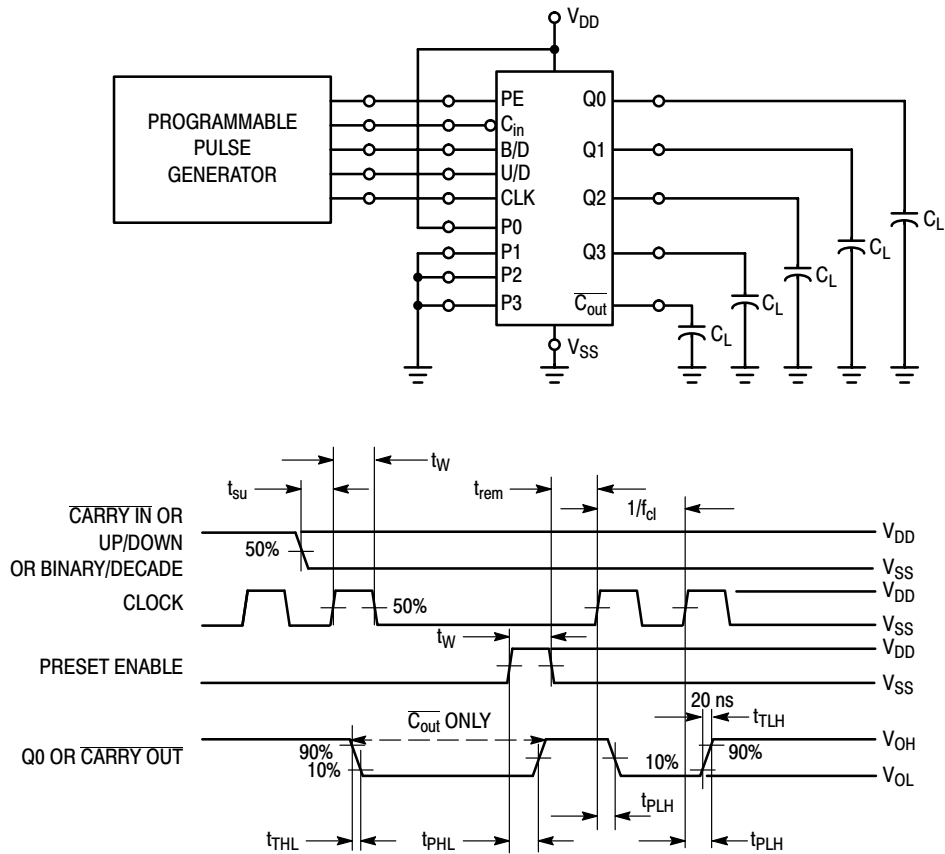 VDD
PROGRAMMABLE
PULSE
GENERATOR
PE
Cin
B/D
U/D
CLK
P0
P1
P2
P3
Q0
Q1
Q2
Q3
Cout
VSS
CL
CL
CL
CL
CL
tW
tsu
trem
1/fcl
CARRY IN OR
UP/DOWN
OR BINARY/DECADE
50%
VDD
VSS
CLOCK
50%
VDD
VSS
tW
PRESET ENABLE
VDD
VSS
20 ns
tTLH
Cout ONLY
Q0 OR CARRY OUT
90%
10%
10%
90%
VOH
VOL
tPLH
tTHL
tPHL
tPLH